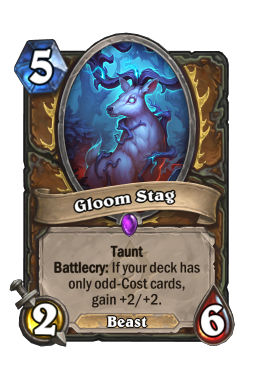 5
Gloom Stag
Taunt
Battlecry: If your deck has
only odd-Cost cards,
gain +2/+2.
2
Beast
6